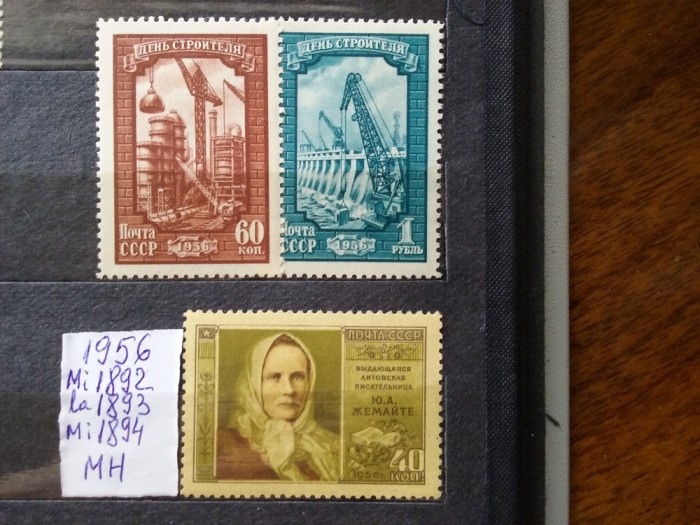 ДЕНЬ СТРОИТЕЛЯ
ПОЧТА
СССР
1956
60
КОП.
ДЕНЬ СТРОИТЕЛЯ
ПОЧТА
СССР
1956
1
РУБЛЬ
1956
Mi 1892
la 1893
Mi 1894
MH
ПОЧТА СССР
ВЫДАЮЩАЯСЯ
ЛИТОВСКАЯ
ПИСАТЕЛЬНИЦА
Ю.А.
ЖЕМАЙТЕ
1956г.
40
КОП.